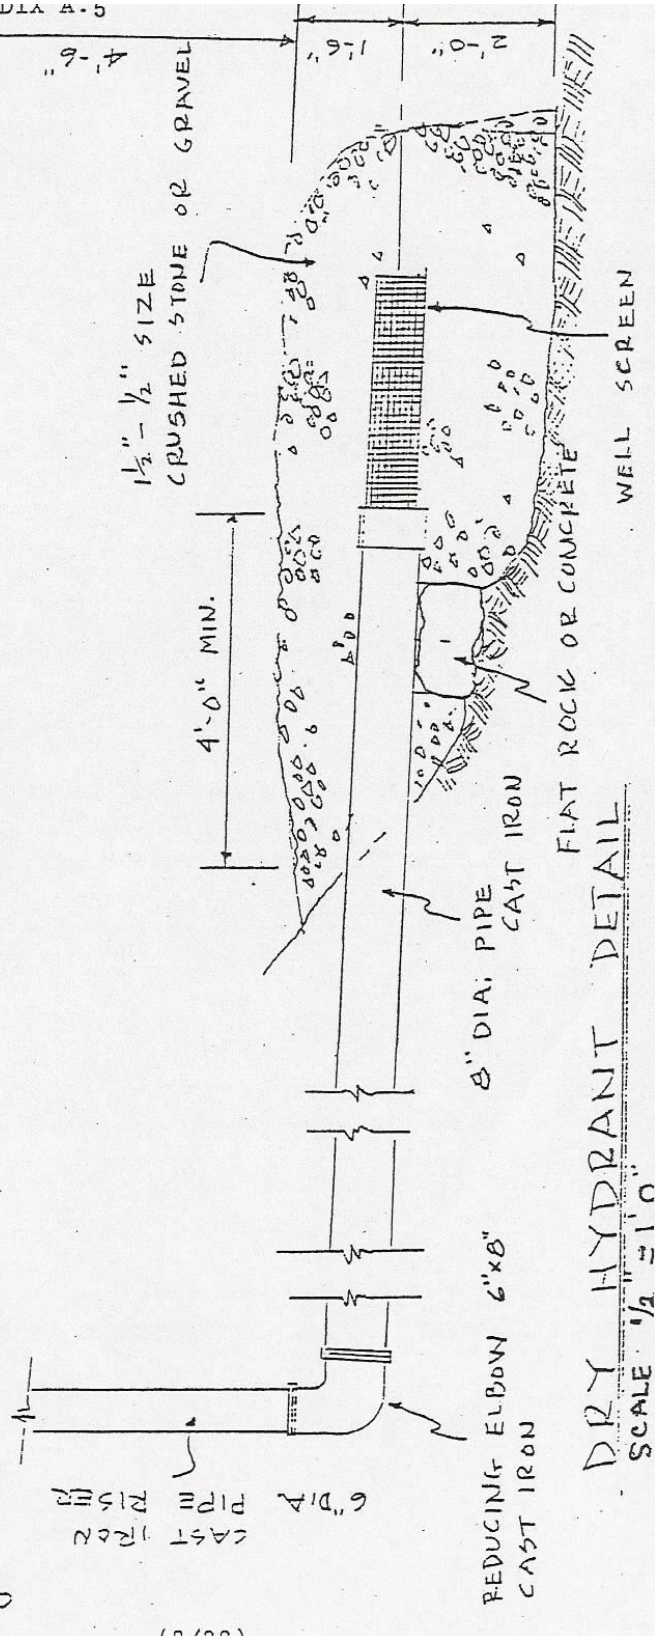 DIX A.5
4'-6"
1'-6"
2'-0"
1½" - ½" SIZE
CRUSHED STONE OR GRAVEL
4'-0" MIN.
WELL SCREEN
FLAT ROCK OR CONCRETE
8" DIA. PIPE
CAST IRON
6" DIA.
CAST IRON
PIPE RISER
REDUCING ELBOW 6"x8"
CAST IRON
DRY HYDRANT DETAIL
SCALE ½" = 1'0"